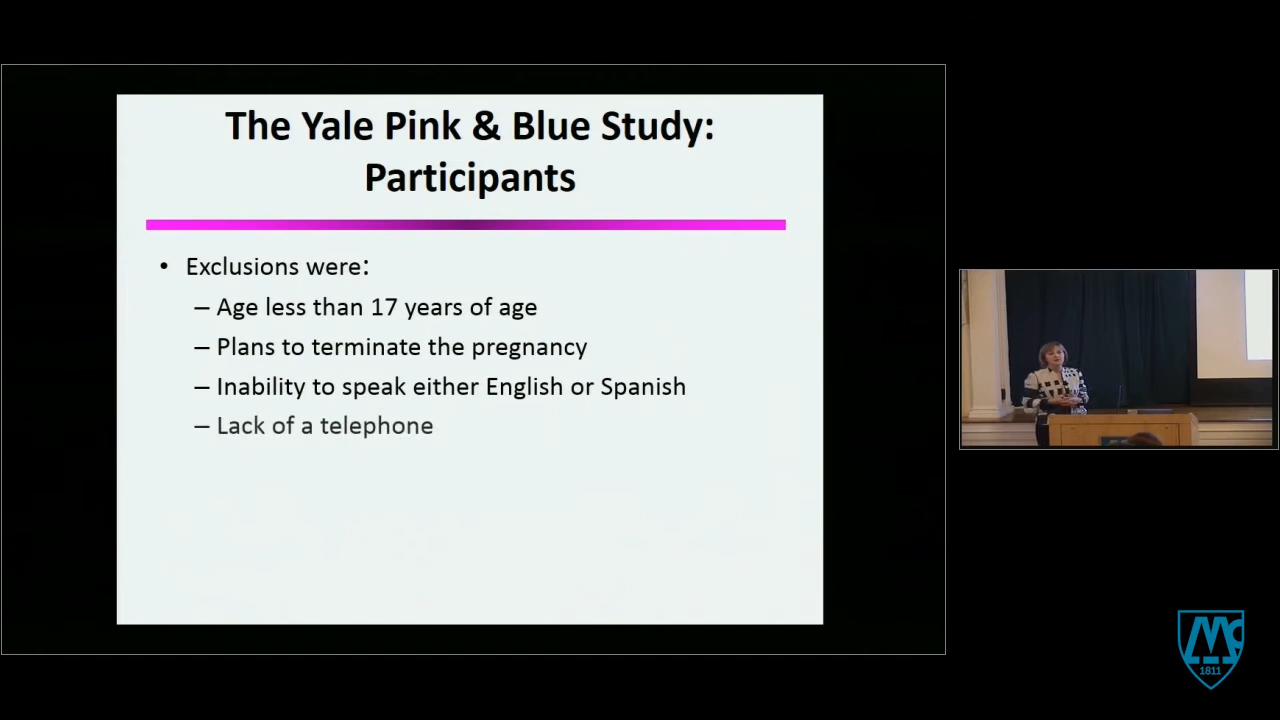 The Yale Pink & Blue Study:
Participants
• Exclusions were:
– Age less than 17 years of age
– Plans to terminate the pregnancy
– Inability to speak either English or Spanish
– Lack of a telephone
Mc
1811